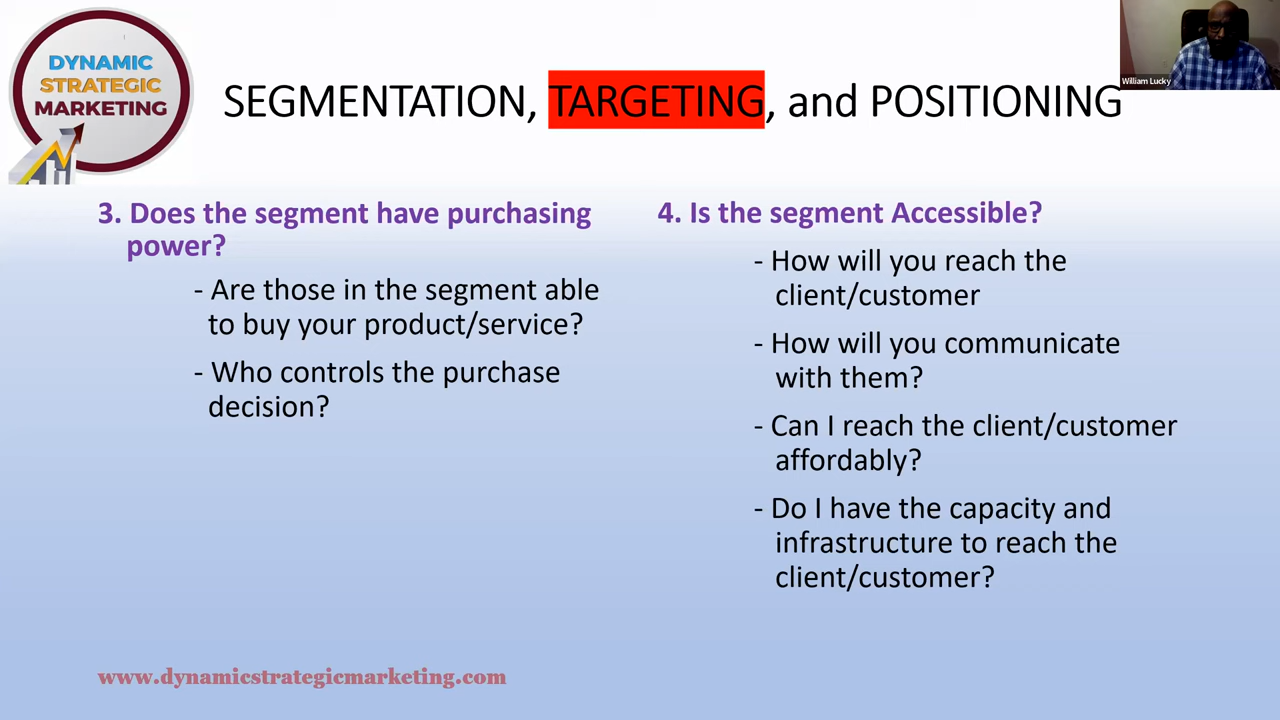 DYNAMIC
STRATEGIC
MARKETING
SEGMENTATION, TARGETING, and POSITIONING
William Lucky
3. Does the segment have purchasing
power?
- Are those in the segment able
to buy your product/service?
- Who controls the purchase
decision?
4. Is the segment Accessible?
- How will you reach the
client/customer
- How will you communicate
with them?
- Can I reach the client/customer
affordably?
- Do I have the capacity and
infrastructure to reach the
client/customer?
www.dynamicstrategicmarketing.com